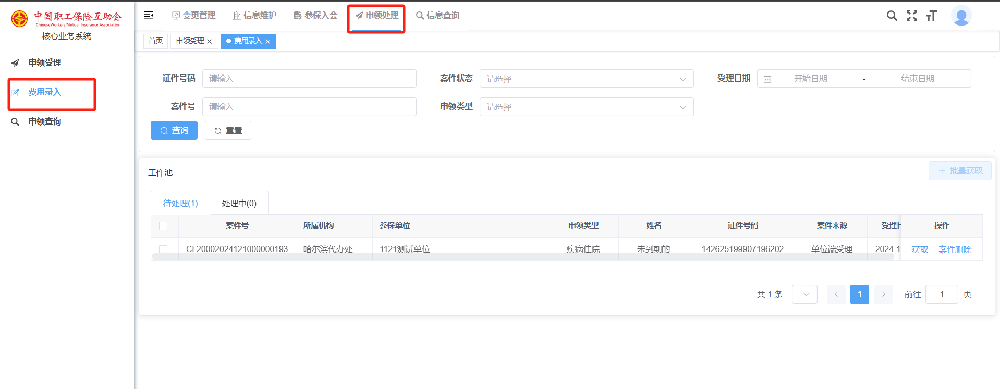 中国职工保险互助会
ChineseWorkers'Mutual Insurance Association
核心业务系统
变更管理 信息维护 参保入会 申领处理 信息查询
首页 申领受理 费用录入
申领受理
费用录入
申领查询
证件号码 请输入 案件状态 请选择 受理日期 开始日期 - 结束日期
案件号 请输入 申领类型 请选择
查询 重置
工作池 批量获取
待处理(1) 处理中(0)
案件号 所属机构 参保单位 申领类型 姓名 证件号码 案件来源 受理日 操作
CL20002024121000000193 哈尔滨代办处 1121测试单位 疾病住院 未到期的 142625199907196202 单位端受理 2024-1 获取 案件删除
共 1 条 1 前往 1 页